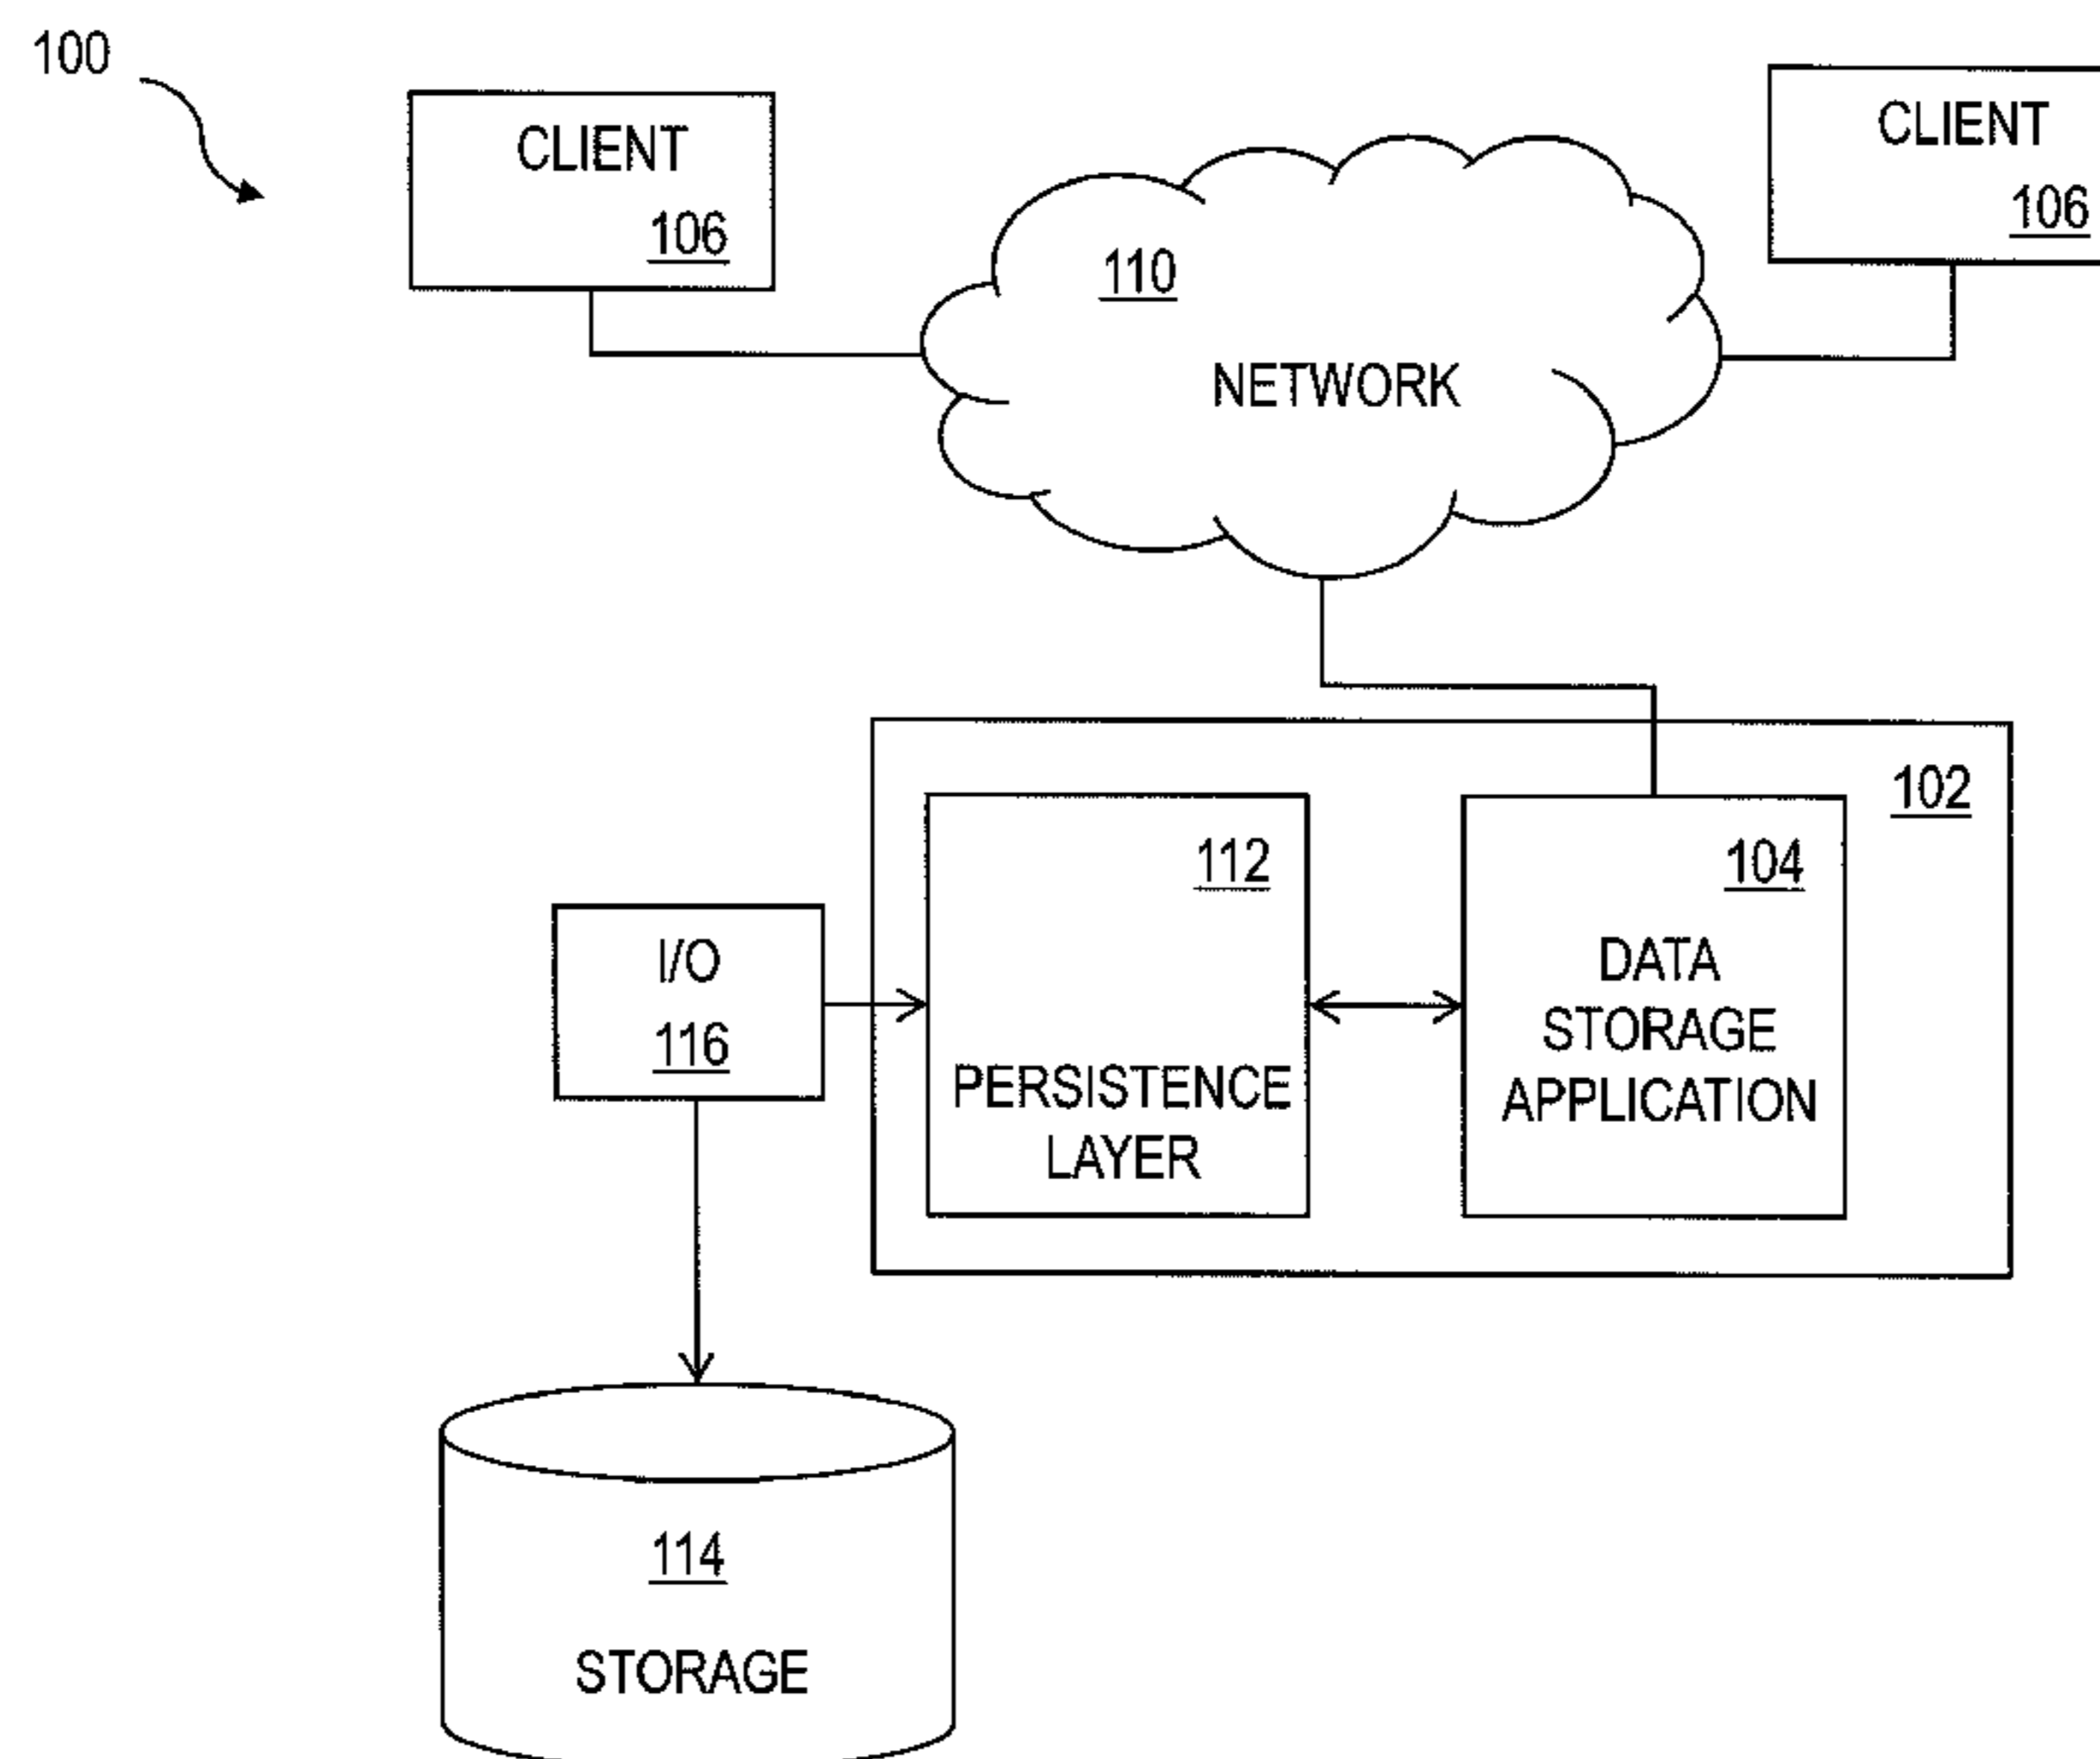 100
CLIENT
106
CLIENT
106
110
NETWORK
102
112
PERSISTENCE
LAYER
104
DATA
STORAGE
APPLICATION
I/O
116
114
STORAGE